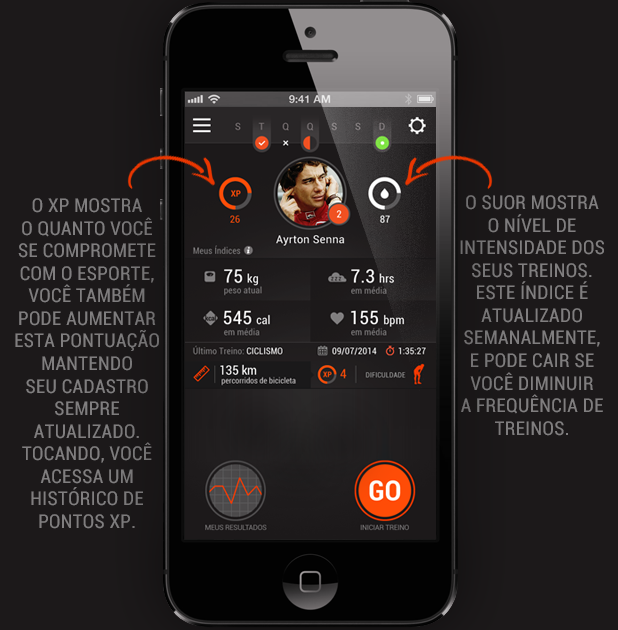 9:41 AM
S T Q Q S S D
XP
26
2
87
Ayrton Senna
Meus Índices i
75 kg
peso atual
7.3 hrs
em média
545 cal
em média
155 bpm
em média
Último Treino: CICLISMO
09/07/2014
1:35:27
135 km
percorridos de bicicleta
XP 4
DIFICULDADE
MEUS RESULTADOS
GO
INICIAR TREINO
O XP MOSTRA
O QUANTO VOCÊ
SE COMPROMETE
COM O ESPORTE,
VOCÊ TAMBÉM
PODE AUMENTAR
ESTA PONTUAÇÃO
MANTENDO
SEU CADASTRO
SEMPRE
ATUALIZADO.
TOCANDO, VOCÊ
ACESSA UM
HISTÓRICO DE
PONTOS XP.
O SUOR MOSTRA
O NÍVEL DE
INTENSIDADE DOS
SEUS TREINOS.
ESTE ÍNDICE É
ATUALIZADO
SEMANALMENTE,
E PODE CAIR SE
VOCÊ DIMINUIR
A FREQUÊNCIA DE
TREINOS.